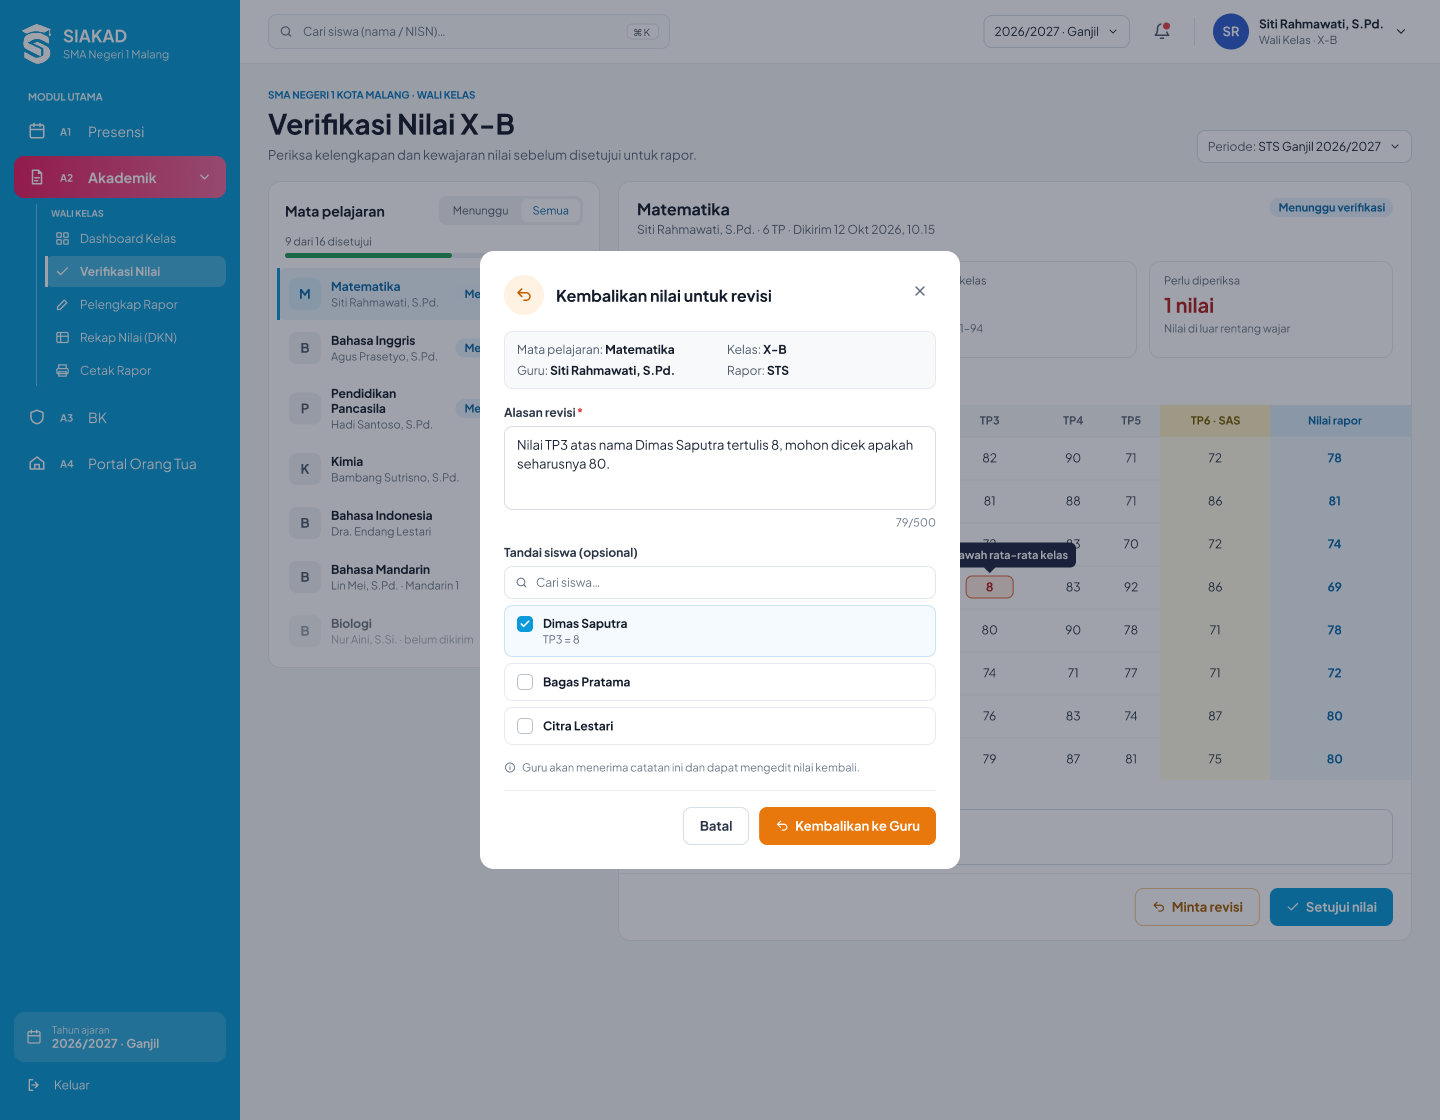 SIAKAD
SMA Negeri 1 Malang
MODUL UTAMA
A1 Presensi
A2 Akademik
WALI KELAS
Dashboard Kelas
Verifikasi Nilai
Pelengkap Rapor
Rekap Nilai (DKN)
Cetak Rapor
A3 BK
A4 Portal Orang Tua
Tahun ajaran
2026/2027 · Ganjil
Keluar
Cari siswa (nama / NISN)...
⌘K
2026/2027 · Ganjil
SR
Siti Rahmawati, S.Pd.
Wali Kelas · X-B
SMA NEGERI 1 KOTA MALANG · WALI KELAS
Verifikasi Nilai X-B
Periksa kelengkapan dan kewajaran nilai sebelum disetujui untuk rapor.
Periode: STS Ganjil 2026/2027
Mata pelajaran
Menunggu
Semua
9 dari 16 disetujui
M
Matematika
Siti Rahmawati, S.Pd.
B
Bahasa Inggris
Agus Prasetyo, S.Pd.
P
Pendidikan
Pancasila
Hadi Santoso, S.Pd.
K
Kimia
Bambang Sutrisno, S.Pd.
B
Bahasa Indonesia
Dra. Endang Lestari
B
Bahasa Mandarin
Lin Mei, S.Pd. · Mandarin 1
B
Biologi
Nur Aini, S.Si. · belum dikirim
Matematika
Siti Rahmawati, S.Pd. · 6 TP · Dikirim 12 Okt 2026, 10.15
Menunggu verifikasi
kelas
1–94
Perlu diperiksa
1 nilai
Nilai di luar rentang wajar
TP3 TP4 TP5 TP6 · SAS Nilai rapor
82 90 71 72 78
81 88 71 86 81
70 72 74
awah rata-rata kelas
8 83 92 86 69
80 90 78 71 78
74 71 77 71 72
76 83 74 87 80
79 87 81 75 80
Minta revisi
Setujui nilai
Kembalikan nilai untuk revisi
Mata pelajaran: Matematika
Kelas: X-B
Guru: Siti Rahmawati, S.Pd.
Rapor: STS
Alasan revisi *
Nilai TP3 atas nama Dimas Saputra tertulis 8, mohon dicek apakah
seharusnya 80.
79/500
Tandai siswa (opsional)
Cari siswa...
Dimas Saputra
TP3 = 8
Bagas Pratama
Citra Lestari
Guru akan menerima catatan ini dan dapat mengedit nilai kembali.
Batal
Kembalikan ke Guru